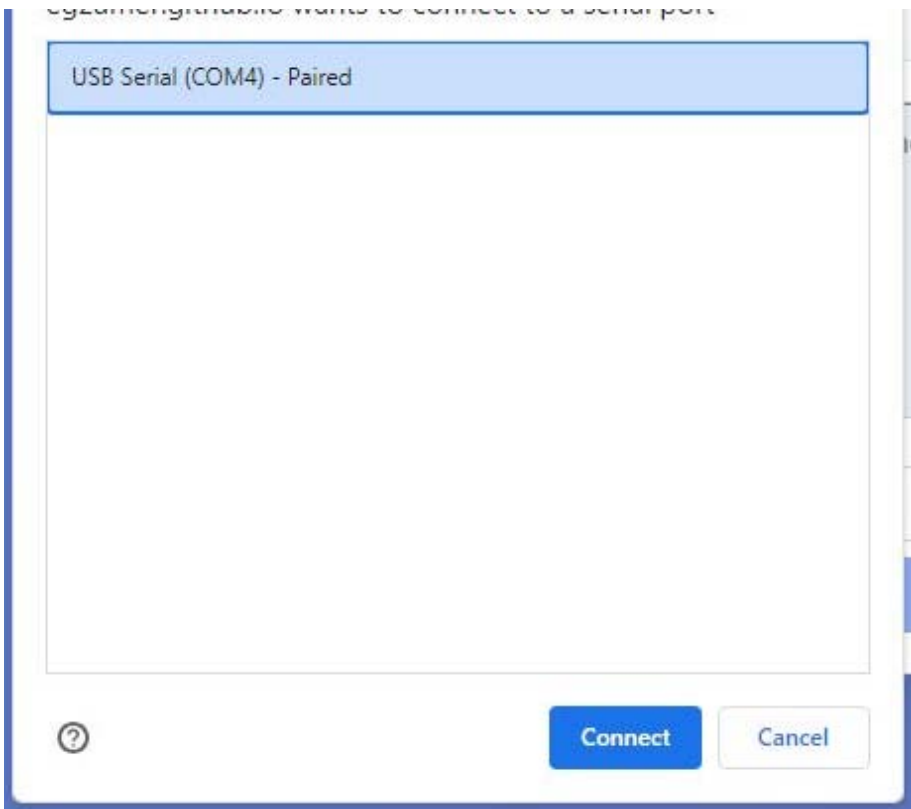 wants to connect to a serial port
USB Serial (COM4) - Paired
Connect
Cancel